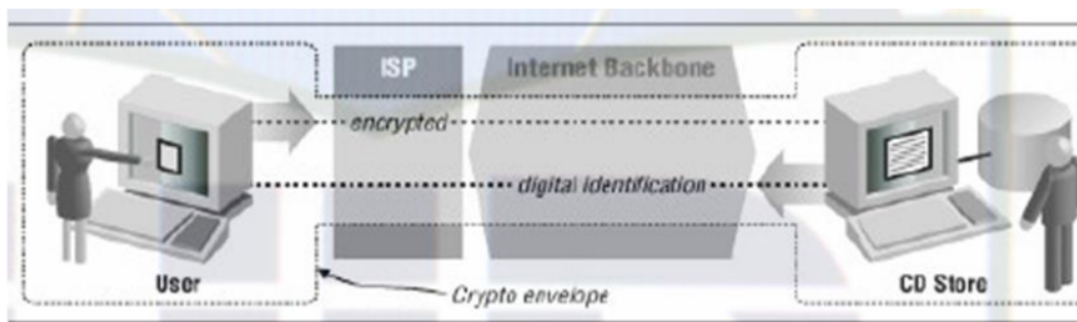 ISP
Internet Backbone
encrypted
digital identification
User
CD Store
Crypto envelope